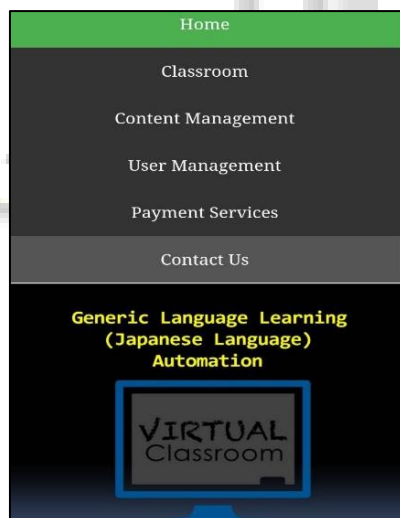 Home
Classroom
Content Management
User Management
Payment Services
Contact Us
Generic Language Learning
(Japanese Language)
Automation
VIRTUAL
Classroom